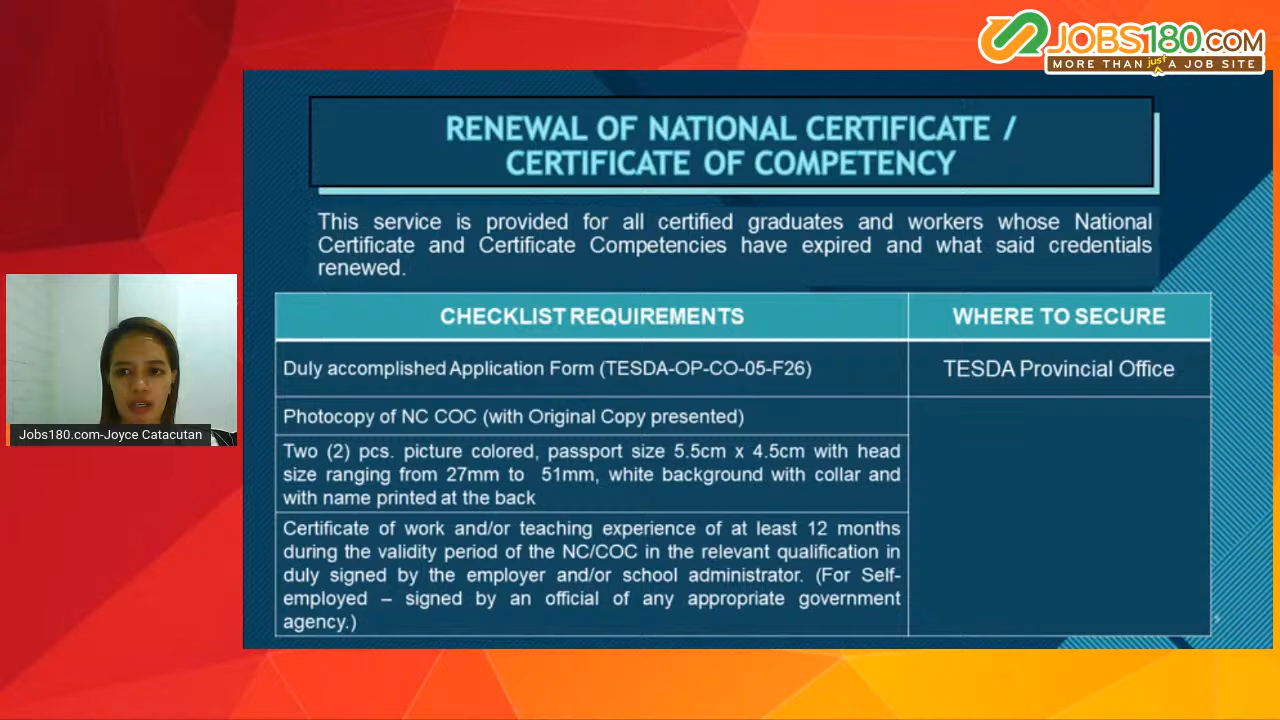 JOBS180.COM
MORE THAN just A JOB SITE
RENEWAL OF NATIONAL CERTIFICATE /
CERTIFICATE OF COMPETENCY
This service is provided for all certified graduates and workers whose National
Certificate and Certificate Competencies have expired and what said credentials
renewed.
CHECKLIST REQUIREMENTS
WHERE TO SECURE
Duly accomplished Application Form (TESDA-OP-CO-05-F26)
TESDA Provincial Office
Photocopy of NC COC (with Original Copy presented)
Two (2) pcs. picture colored, passport size 5.5cm x 4.5cm with head
size ranging from 27mm to 51mm, white background with collar and
with name printed at the back
Certificate of work and/or teaching experience of at least 12 months
during the validity period of the NC/COC in the relevant qualification in
duly signed by the employer and/or school administrator. (For Self-
employed – signed by an official of any appropriate government
agency.)
Jobs180.com-Joyce Catacutan